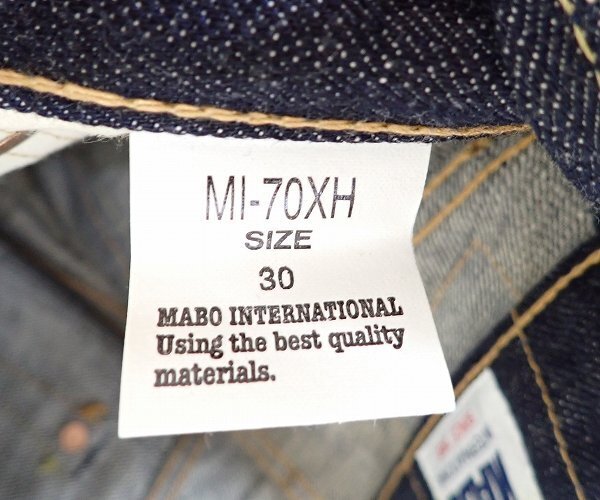 MI-70XH
SIZE
30
MABO INTERNATIONAL
Using the best quality
materials.